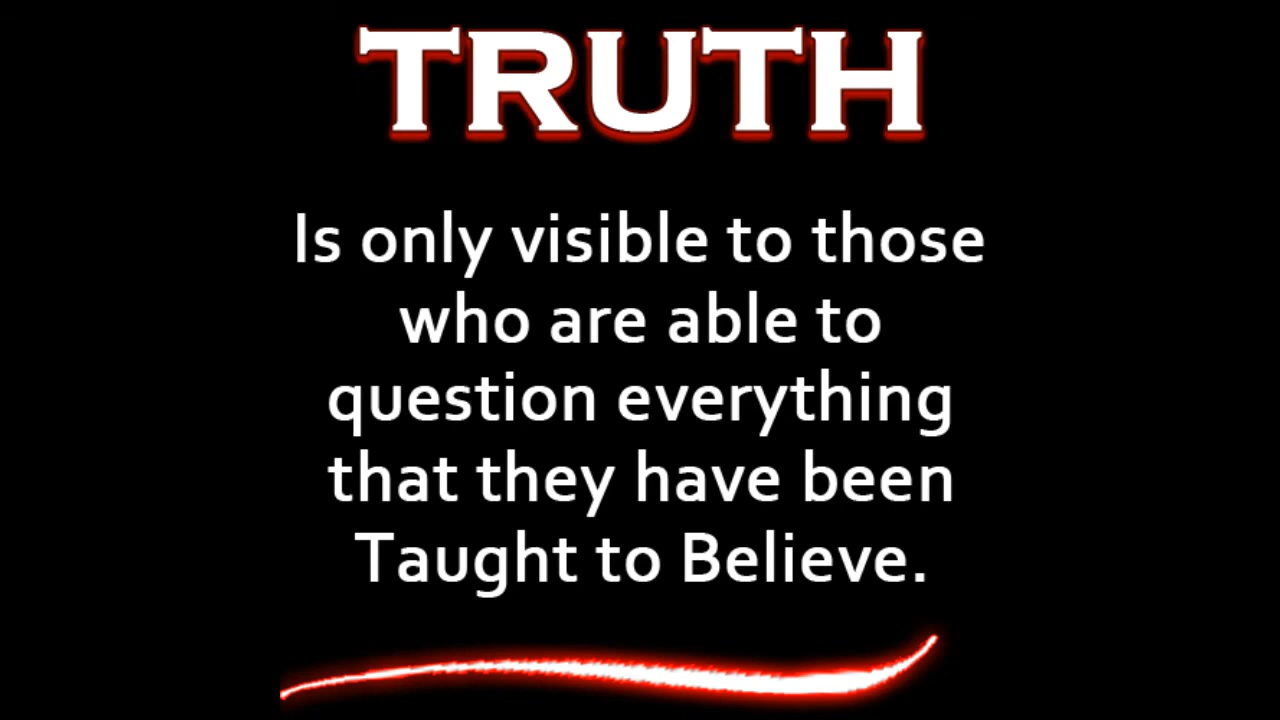 TRUTH
Is only visible to those
who are able to
question everything
that they have been
Taught to Believe.